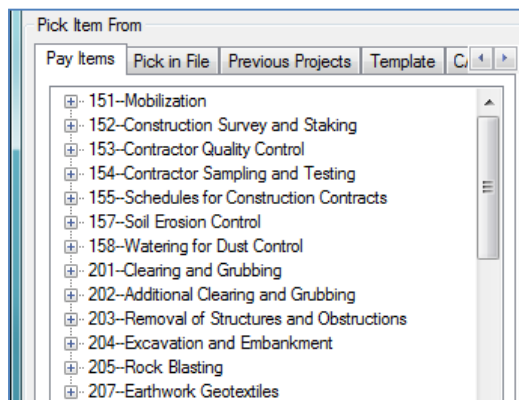 Pick Item From
Pay Items Pick in File Previous Projects Template
151--Mobilization
152--Construction Survey and Staking
153--Contractor Quality Control
154--Contractor Sampling and Testing
155--Schedules for Construction Contracts
157--Soil Erosion Control
158--Watering for Dust Control
201--Clearing and Grubbing
202--Additional Clearing and Grubbing
203--Removal of Structures and Obstructions
204--Excavation and Embankment
205--Rock Blasting
207--Earthwork Geotextiles